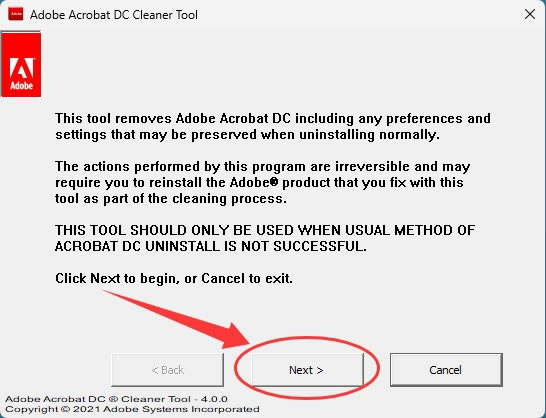 Adobe Acrobat DC Cleaner Tool
Adobe
This tool removes Adobe Acrobat DC including any preferences and
settings that may be preserved when uninstalling normally.
The actions performed by this program are irreversible and may
require you to reinstall the Adobe® product that you fix with this
tool as part of the cleaning process.
THIS TOOL SHOULD ONLY BE USED WHEN USUAL METHOD OF
ACROBAT DC UNINSTALL IS NOT SUCCESSFUL.
Click Next to begin, or Cancel to exit.
< Back
Next >
Cancel
Adobe Acrobat DC ® Cleaner Tool - 4.0.0
Copyright © 2021 Adobe Systems Incorporated